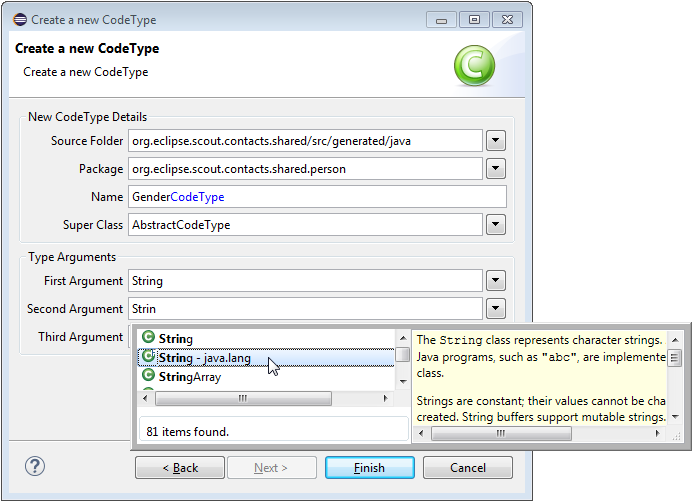 Create a new CodeType
Create a new CodeType
Create a new CodeType
New CodeType Details
Source Folder org.eclipse.scout.contacts.shared/src/generated/java
Package org.eclipse.scout.contacts.shared.person
Name GenderCodeType
Super Class AbstractCodeType
Type Arguments
First Argument String
Second Argument Strin
Third Argument
String
String - java.lang
StringArray
81 items found.
The String class represents character strings.
Java programs, such as "abc", are implemente
class.
Strings are constant; their values cannot be cha
created. String buffers support mutable strings.
< Back
Next >
Finish
Cancel